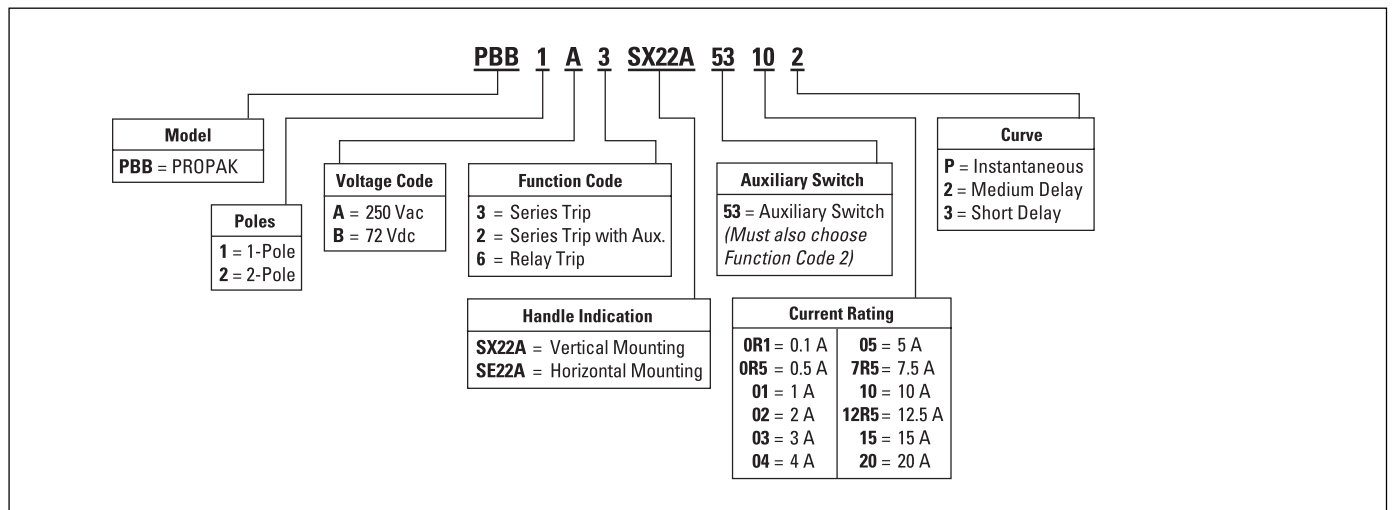 PBB 1 A 3 SX22A 53 10 2
Model
PBB = PROPAK
Poles
1 = 1-Pole
2 = 2-Pole
Voltage Code
A = 250 Vac
B = 72 Vdc
Function Code
3 = Series Trip
2 = Series Trip with Aux.
6 = Relay Trip
Handle Indication
SX22A = Vertical Mounting
SE22A = Horizontal Mounting
Auxiliary Switch
53 = Auxiliary Switch
(Must also choose
Function Code 2)
Current Rating
0R1 = 0.1 A
0R5 = 0.5 A
01 = 1 A
02 = 2 A
03 = 3 A
04 = 4 A
05 = 5 A
7R5 = 7.5 A
10 = 10 A
12R5 = 12.5 A
15 = 15 A
20 = 20 A
Curve
P = Instantaneous
2 = Medium Delay
3 = Short Delay